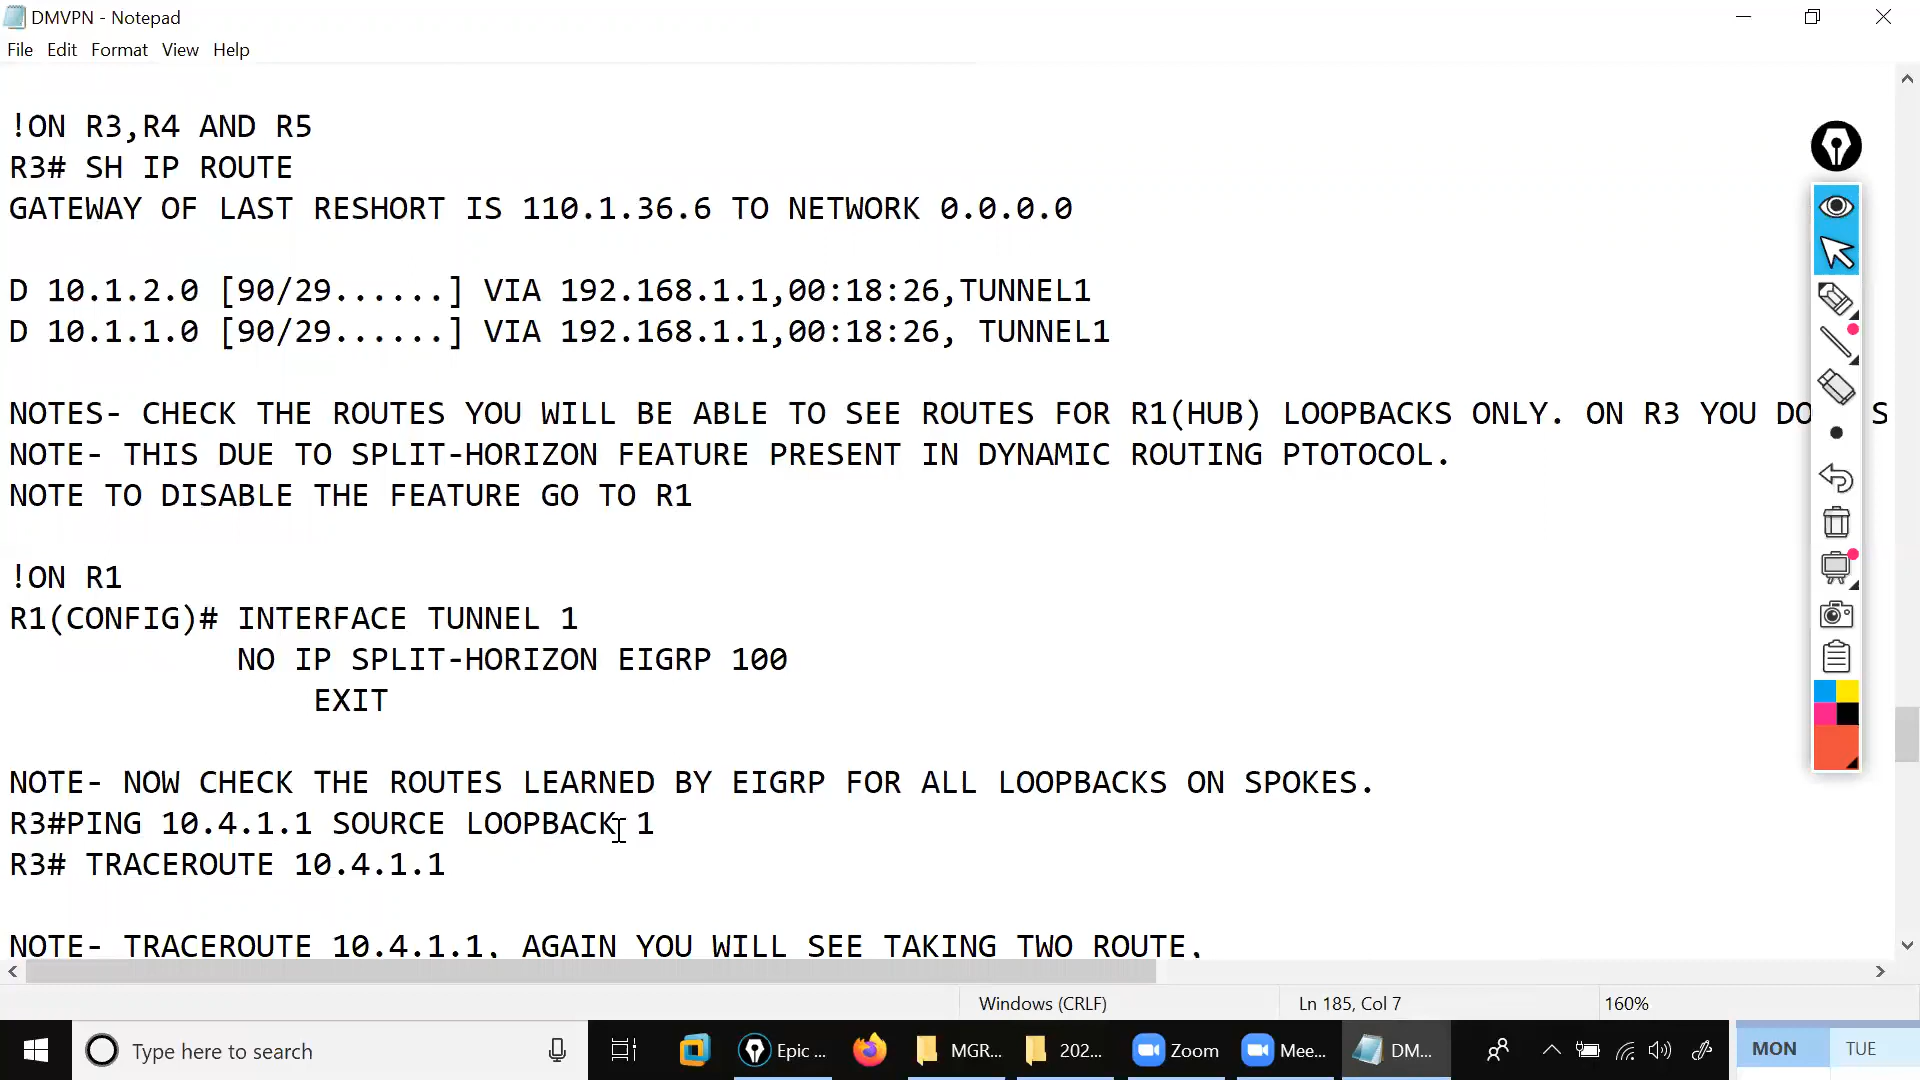 DMVPN - Notepad
File Edit Format View Help
!ON R3,R4 AND R5
R3# SH IP ROUTE
GATEWAY OF LAST RESHORT IS 110.1.36.6 TO NETWORK 0.0.0.0
D 10.1.2.0 [90/29......] VIA 192.168.1.1,00:18:26,TUNNEL1
D 10.1.1.0 [90/29......] VIA 192.168.1.1,00:18:26, TUNNEL1
NOTES- CHECK THE ROUTES YOU WILL BE ABLE TO SEE ROUTES FOR R1(HUB) LOOPBACKS ONLY. ON R3 YOU DO S
NOTE- THIS DUE TO SPLIT-HORIZON FEATURE PRESENT IN DYNAMIC ROUTING PTOTOCOL.
NOTE TO DISABLE THE FEATURE GO TO R1
!ON R1
R1(CONFIG)# INTERFACE TUNNEL 1
NO IP SPLIT-HORIZON EIGRP 100
EXIT
NOTE- NOW CHECK THE ROUTES LEARNED BY EIGRP FOR ALL LOOPBACKS ON SPOKES.
R3#PING 10.4.1.1 SOURCE LOOPBACK 1
R3# TRACEROUTE 10.4.1.1
NOTE- TRACEROUTE 10.4.1.1, AGAIN YOU WILL SEE TAKING TWO ROUTE,
Windows (CRLF) Ln 185, Col 7 160%
Type here to search Epic ... MGR... 202... Zoom Mee... DM... MON TUE